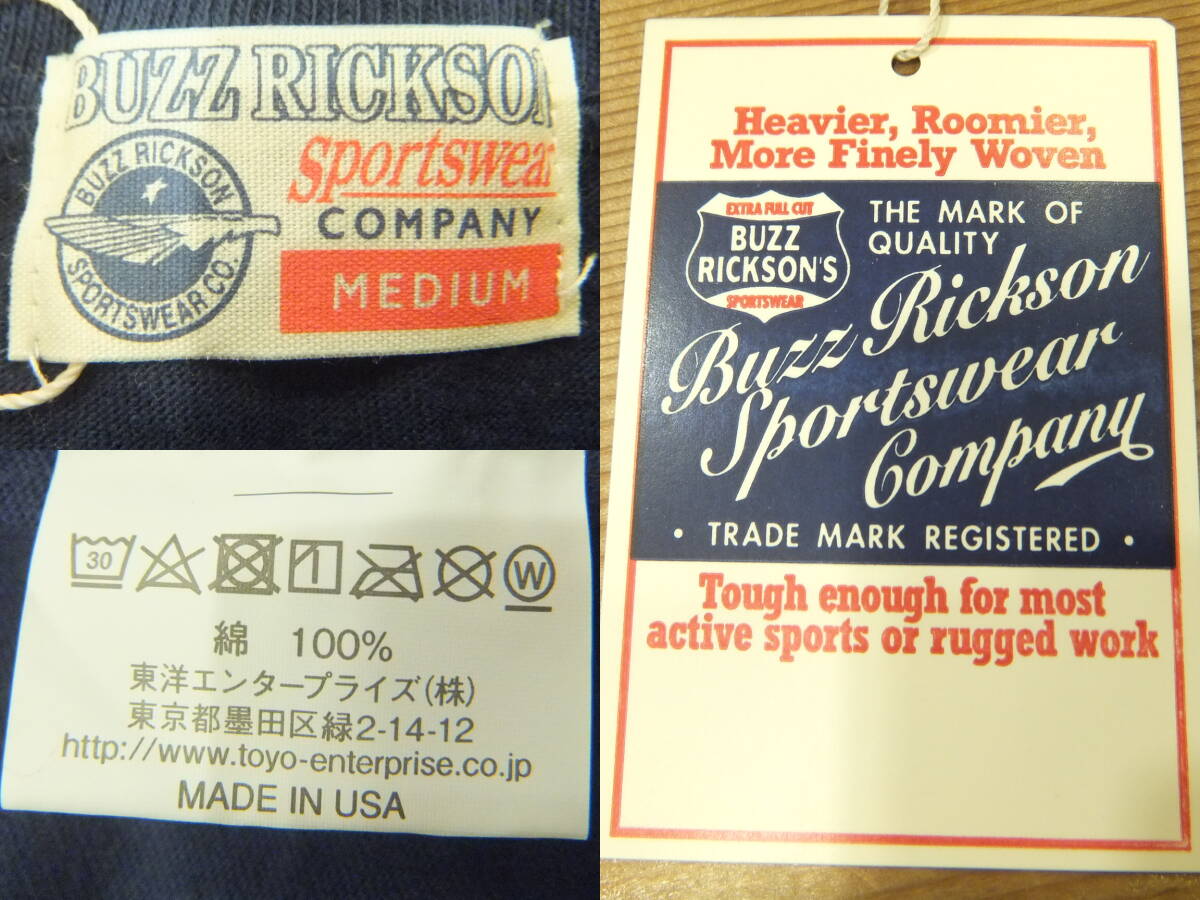 BUZZ RICKSON
Sportswear
COMPANY
MEDIUM
BUZZ RICKSON
SPORTSWEAR CO.
30
W
綿 100%
東洋エンタープライズ(株)
東京都墨田区緑2-14-12
http://www.toyo-enterprise.co.jp
MADE IN USA
Heavier, Roomier,
More Finely Woven
EXTRA FULL CUT
BUZZ
RICKSON'S
SPORTSWEAR
THE MARK OF
QUALITY
Buzz Rickson
Sportswear
Company
· TRADE MARK REGISTERED ·
Tough enough for most
active sports or rugged work